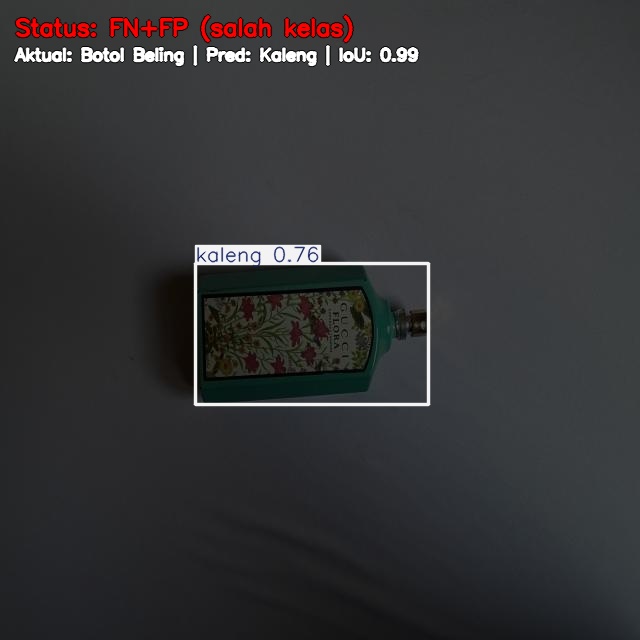 Status: FN+FP (salah kelas)
Aktual: Botol Beling | Pred: Kaleng | IoU: 0.99
kaleng 0.76
GUCCI
FLORA